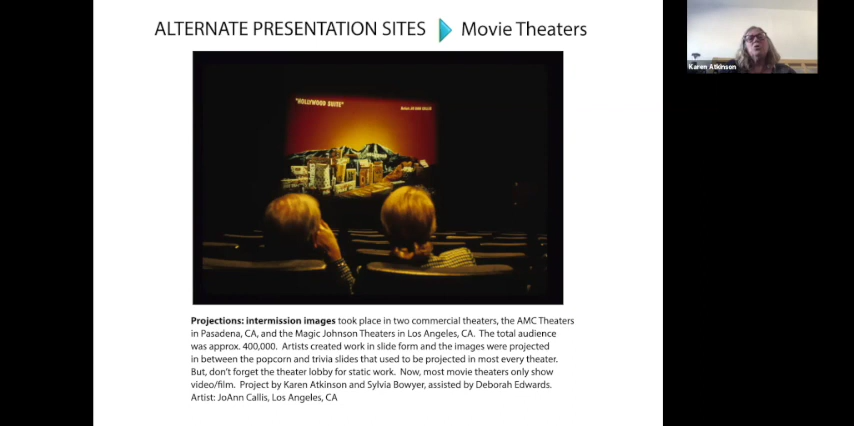 ALTERNATE PRESENTATION SITES Movie Theaters
Karen Atkinson
"HOLLYWOOD SUITE"
Projections: intermission images took place in two commercial theaters, the AMC Theaters
in Pasadena, CA, and the Magic Johnson Theaters in Los Angeles, CA. The total audience
was approx. 400,000. Artists created work in slide form and the images were projected
in between the popcorn and trivia slides that used to be projected in most every theater.
But, don't forget the theater lobby for static work. Now, most movie theaters only show
video/film. Project by Karen Atkinson and Sylvia Bowyer, assisted by Deborah Edwards.
Artist: JoAnn Callis, Los Angeles, CA